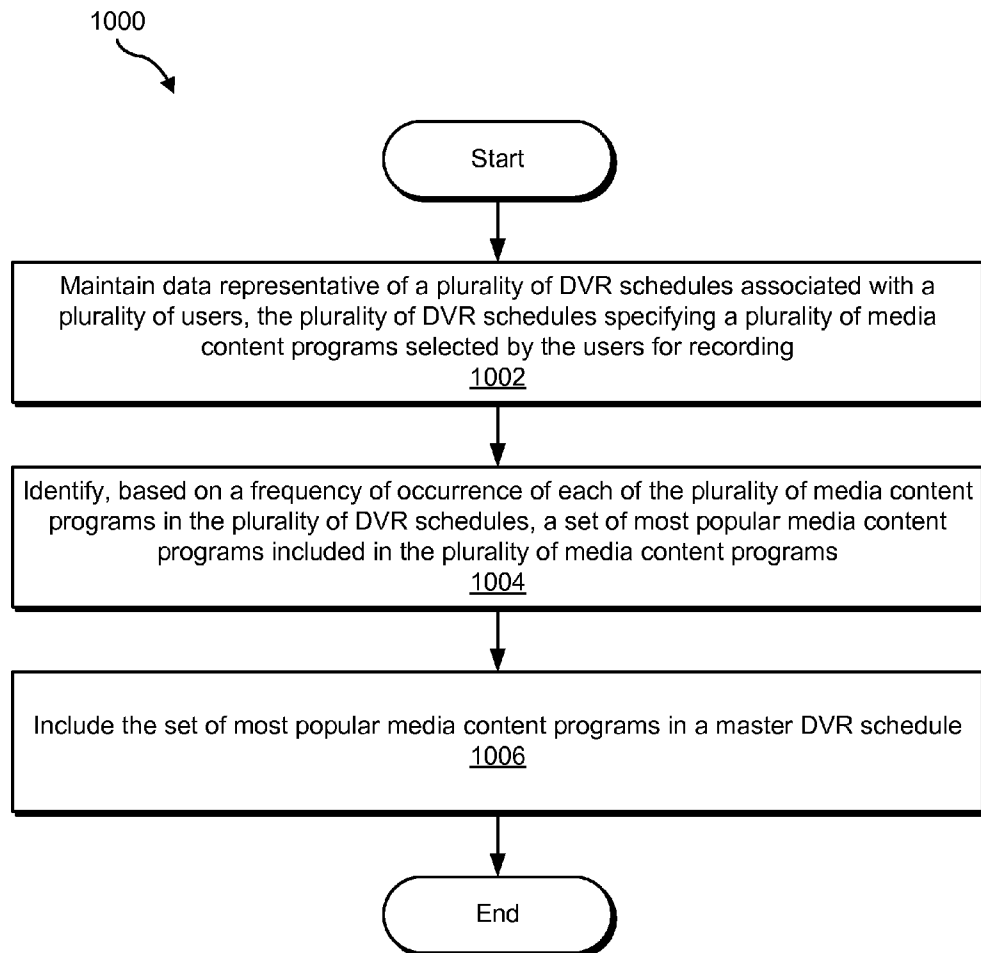 1000
Start
Maintain data representative of a plurality of DVR schedules associated with a
plurality of users, the plurality of DVR schedules specifying a plurality of media
content programs selected by the users for recording
1002
Identify, based on a frequency of occurrence of each of the plurality of media content
programs in the plurality of DVR schedules, a set of most popular media content
programs included in the plurality of media content programs
1004
Include the set of most popular media content programs in a master DVR schedule
1006
End